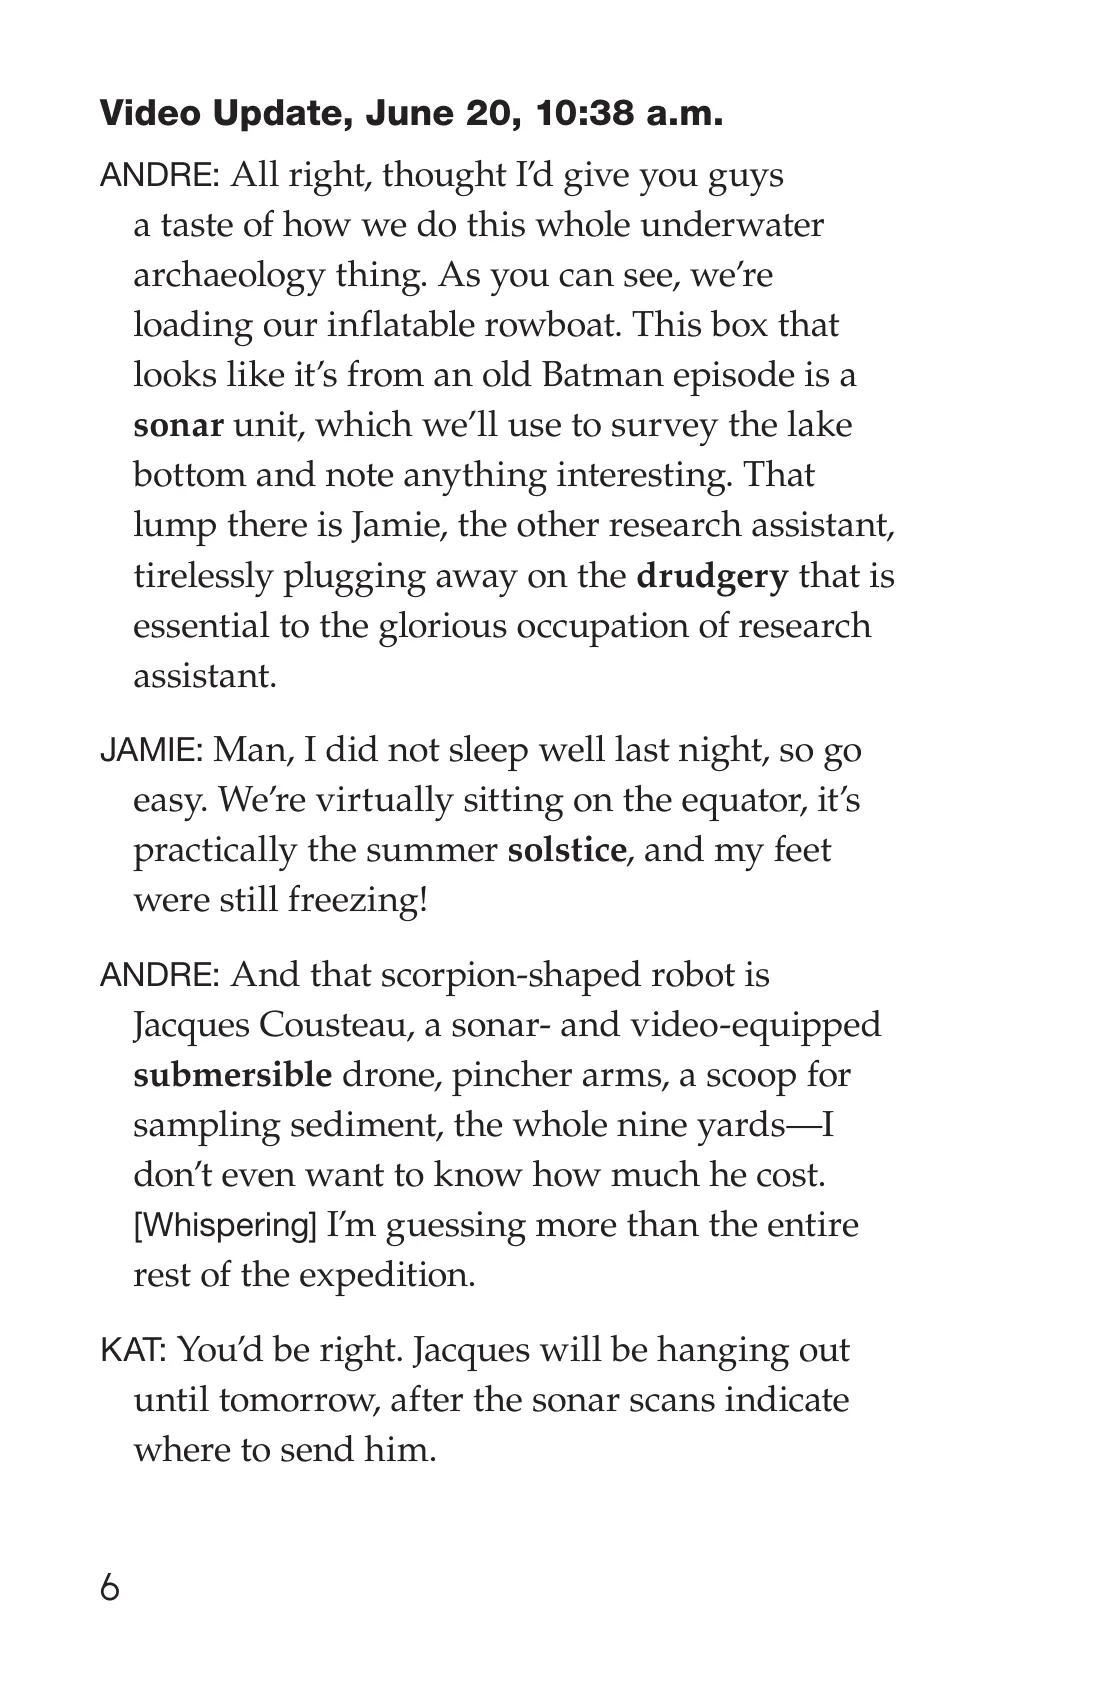 Video Update, June 20, 10:38 a.m.
ANDRE: All right, thought I’d give you guys
a taste of how we do this whole underwater
archaeology thing. As you can see, we’re
loading our inflatable rowboat. This box that
looks like it’s from an old Batman episode is a
sonar unit, which we’ll use to survey the lake
bottom and note anything interesting. That
lump there is Jamie, the other research assistant,
tirelessly plugging away on the drudgery that is
essential to the glorious occupation of research
assistant.
JAMIE: Man, I did not sleep well last night, so go
easy. We’re virtually sitting on the equator, it’s
practically the summer solstice, and my feet
were still freezing!
ANDRE: And that scorpion-shaped robot is
Jacques Cousteau, a sonar- and video-equipped
submersible drone, pincher arms, a scoop for
sampling sediment, the whole nine yards—I
don’t even want to know how much he cost.
[Whispering] I’m guessing more than the entire
rest of the expedition.
KAT: You’d be right. Jacques will be hanging out
until tomorrow, after the sonar scans indicate
where to send him.
6